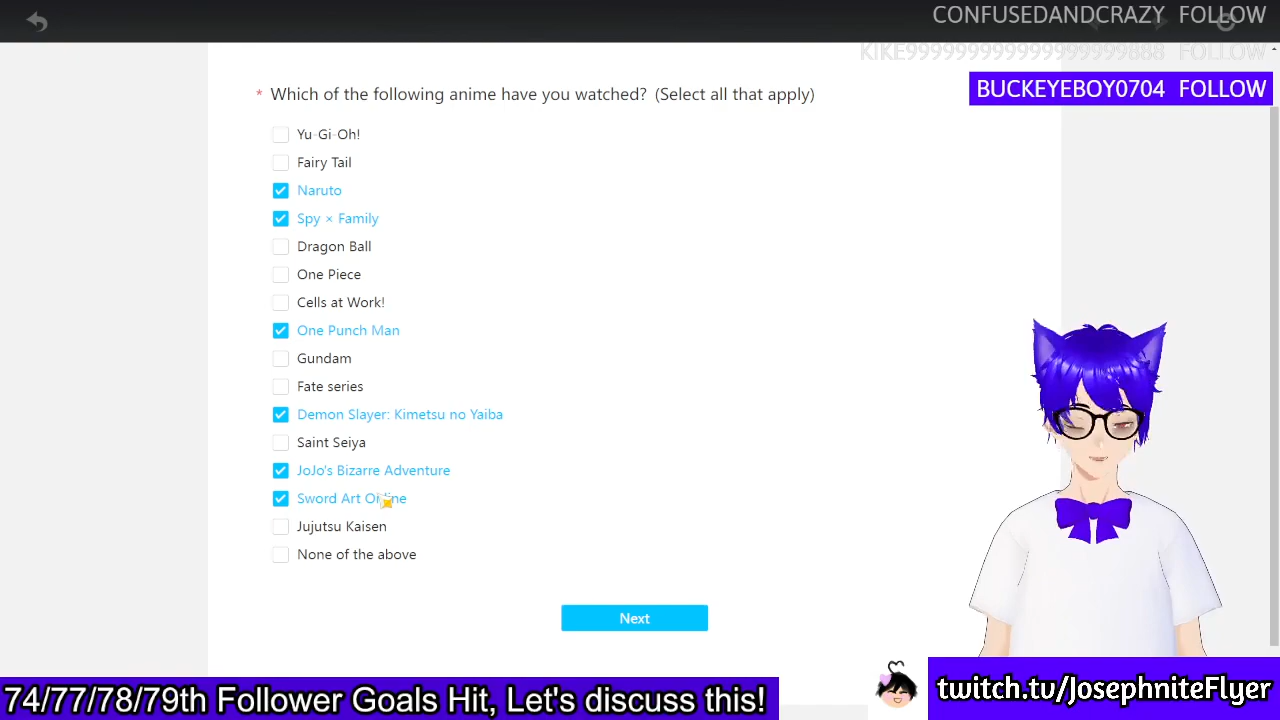 CONFUSEDANDCRAZY FOLLOW
FOLLOW
BUCKEYEBOY0704 FOLLOW
* Which of the following anime have you watched? (Select all that apply)
Yu-Gi-Oh!
Fairy Tail
Naruto
Spy × Family
Dragon Ball
One Piece
Cells at Work!
One Punch Man
Gundam
Fate series
Demon Slayer: Kimetsu no Yaiba
Saint Seiya
JoJo's Bizarre Adventure
Sword Art Online
Jujutsu Kaisen
None of the above
Next
74/77/78/79th Follower Goals Hit, Let's discuss this!
twitch.tv/JosephniteFlyer